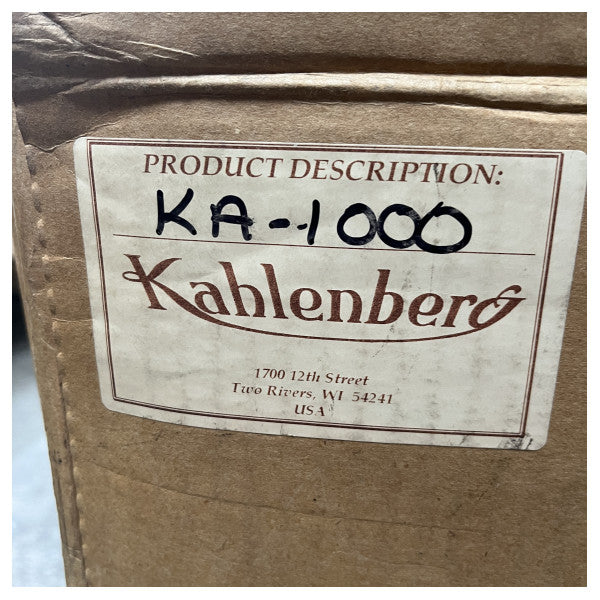 PRODUCT DESCRIPTION:
KA-1000
Kahlenberg
1700 12th Street
Two Rivers, WI 54241
USA